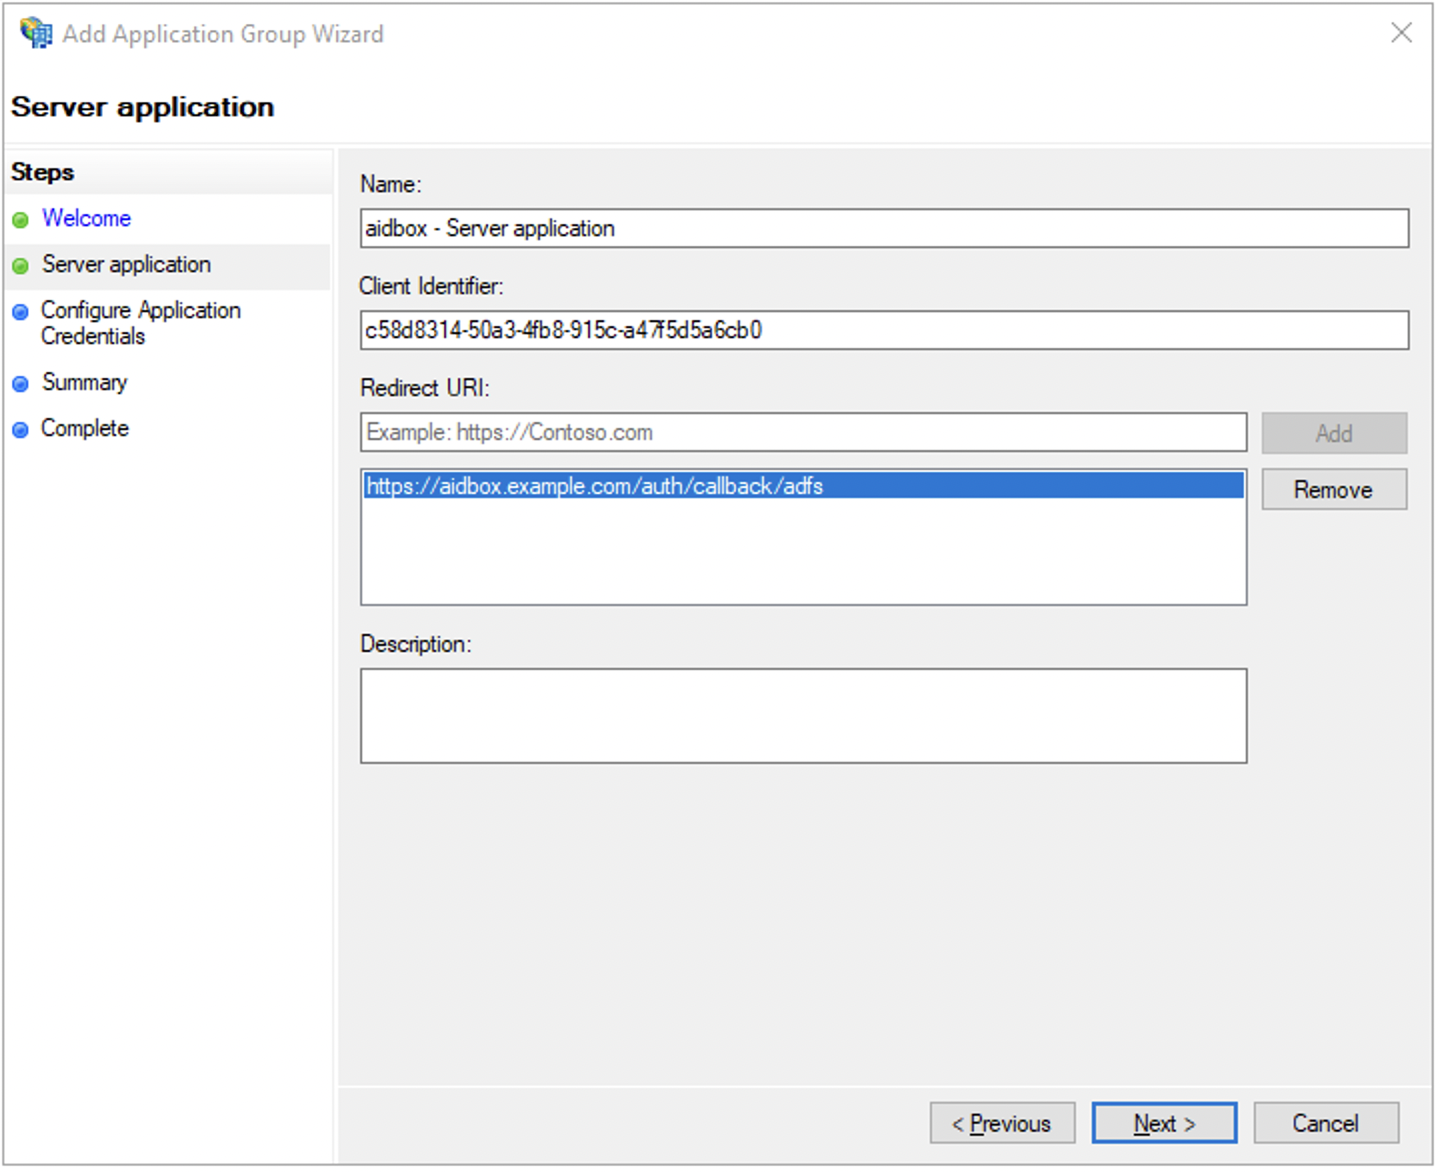 Add Application Group Wizard
Server application
Steps
Welcome
Server application
Configure Application
Credentials
Summary
Complete
Name:
aidbox - Server application
Client Identifier:
c58d8314-50a3-4fb8-915c-a47f5d5a6cb0
Redirect URI:
Example: https://Contoso.com
Add
https://aidbox.example.com/auth/callback/adfs
Remove
Description:
< Previous
Next >
Cancel